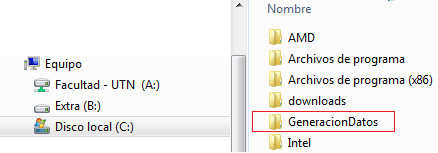 Equipo
Facultad - UTN (A:)
Extra (B:)
Disco local (C:)
Nombre
AMD
Archivos de programa
Archivos de programa (x86)
downloads
GeneracionDatos
Intel